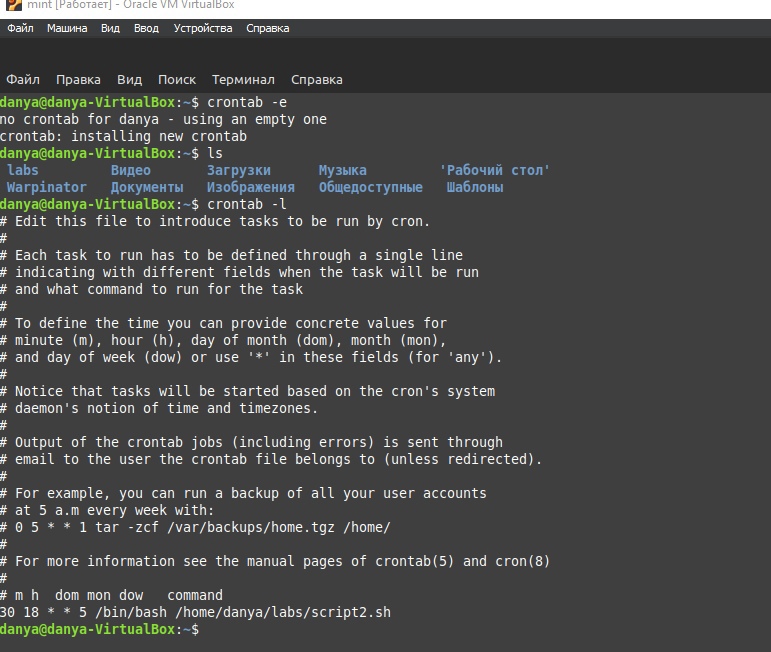 mint [Работает] - Oracle VM VirtualBox
Файл Машина Вид Ввод Устройства Справка
Файл Правка Вид Поиск Терминал Справка
danya@danya-VirtualBox:~$ crontab -e
no crontab for danya - using an empty one
crontab: installing new crontab
danya@danya-VirtualBox:~$ ls
labs Видео Загрузки Музыка 'Рабочий стол'
Warpinator Документы Изображения Общедоступные Шаблоны
danya@danya-VirtualBox:~$ crontab -l
# Edit this file to introduce tasks to be run by cron.
#
# Each task to run has to be defined through a single line
# indicating with different fields when the task will be run
# and what command to run for the task
#
# To define the time you can provide concrete values for
# minute (m), hour (h), day of month (dom), month (mon),
# and day of week (dow) or use '*' in these fields (for 'any').
#
# Notice that tasks will be started based on the cron's system
# daemon's notion of time and timezones.
#
# Output of the crontab jobs (including errors) is sent through
# email to the user the crontab file belongs to (unless redirected).
#
# For example, you can run a backup of all your user accounts
# at 5 a.m every week with:
# 0 5 * * 1 tar -zcf /var/backups/home.tgz /home/
#
# For more information see the manual pages of crontab(5) and cron(8)
#
# m h  dom mon dow   command
30 18 * * 5 /bin/bash /home/danya/labs/script2.sh
danya@danya-VirtualBox:~$